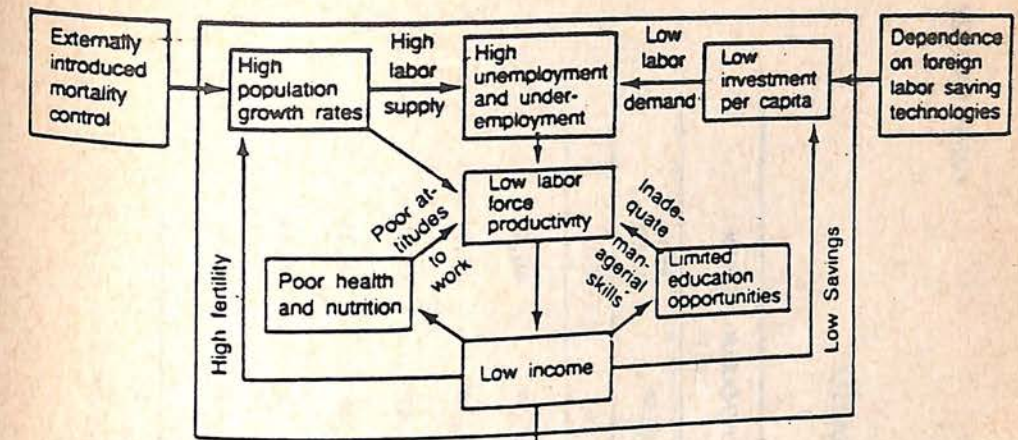 Externally
introduced
mortality
control
High
population
growth rates
High
labor
supply
High
unemployment
and under-
employment
Low
labor
demand
Low
investment
per capita
Dependence
on foreign
labor saving
technologies
Low labor
force
productivity
Poor at-
titudes
to
work
Inade-
quate
man-
agerial
skills
Poor health
and nutrition
Limited
education
opportunities
High fertility
Low Savings
Low income